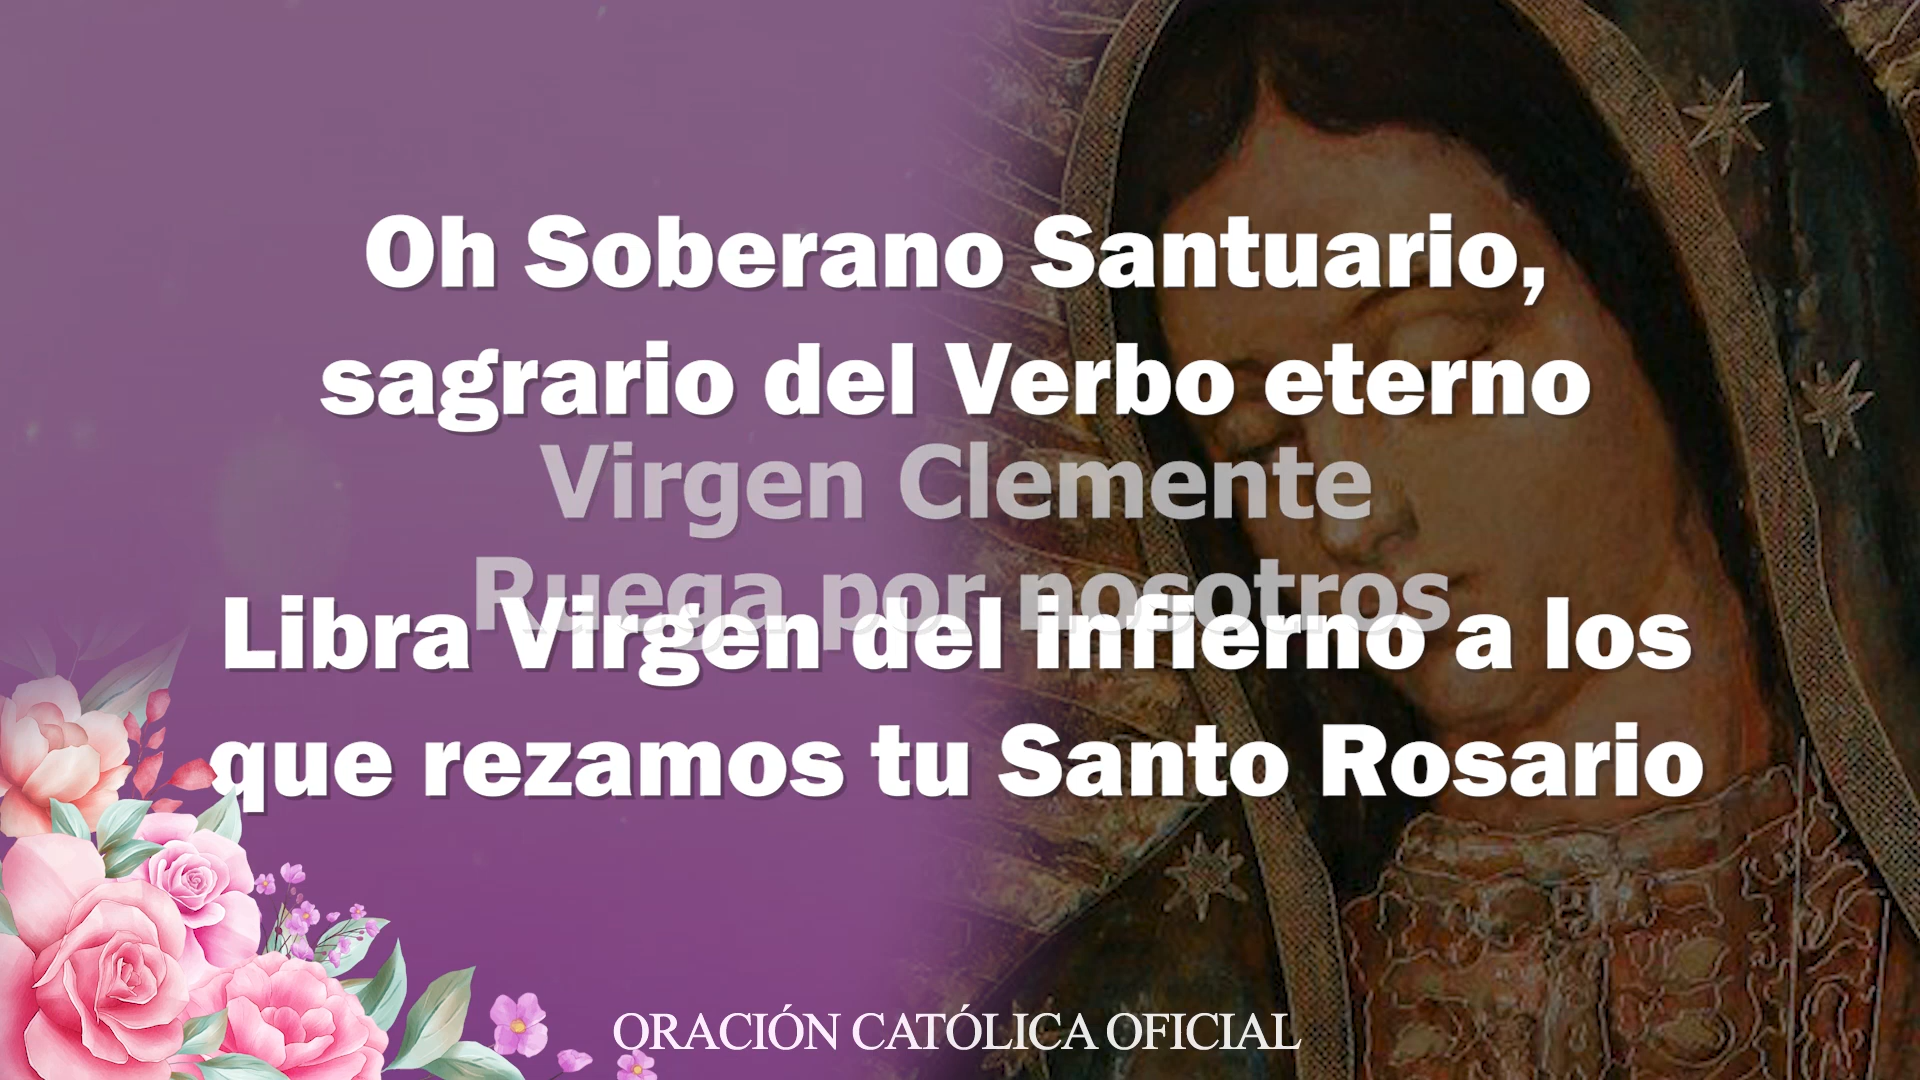 Oh Soberano Santuario,
sagrario del Verbo eterno
Virgen Clemente
Ruega por nosotros
Libra Virgen del infierno a los
que rezamos tu Santo Rosario
ORACIÓN CATÓLICA OFICIAL